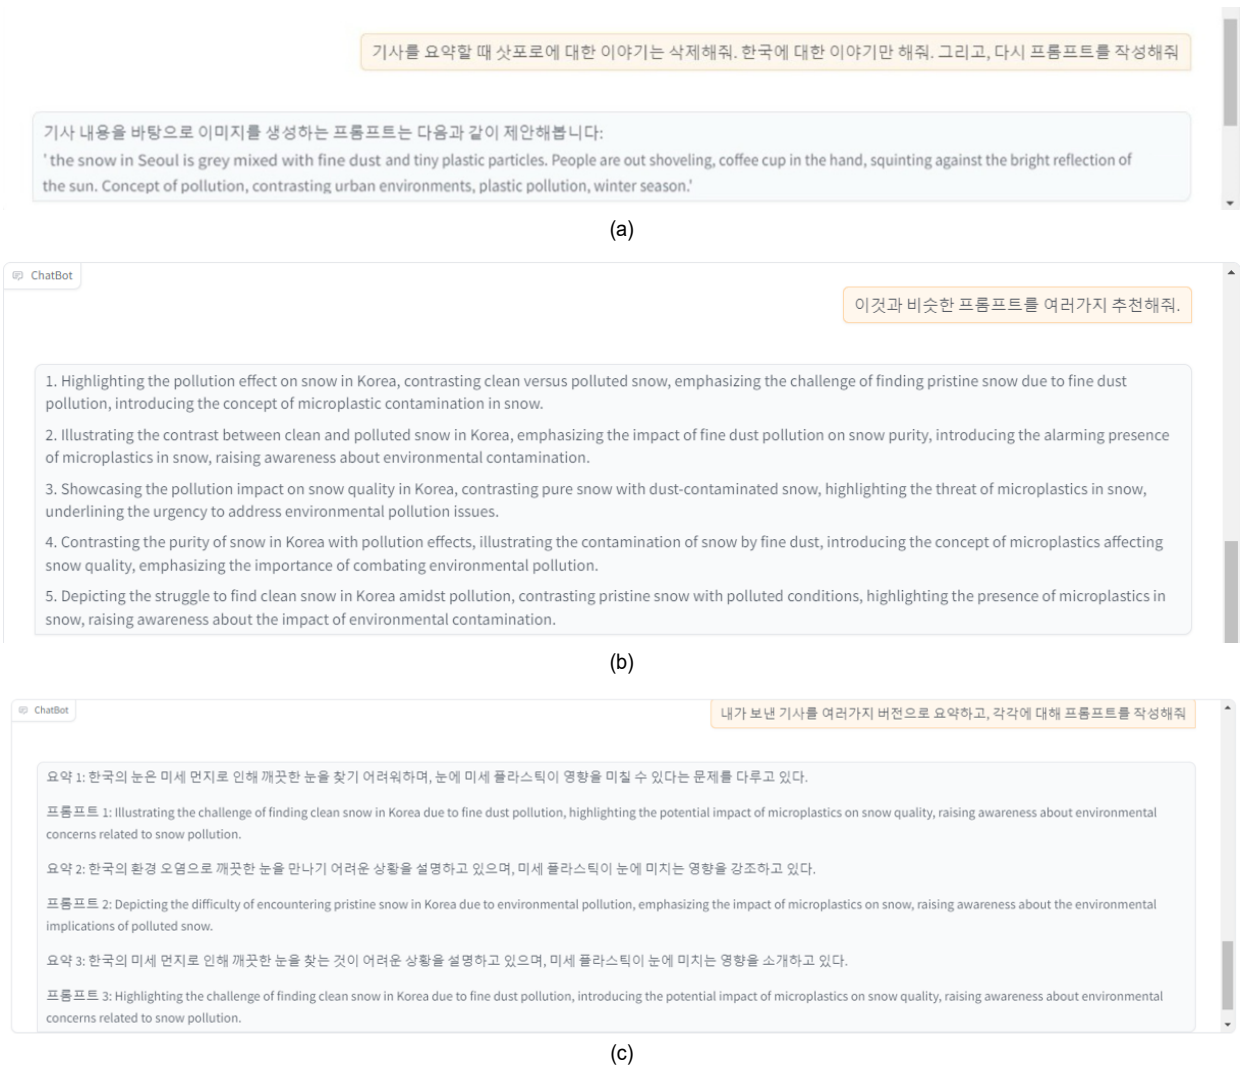 기사를 요약할 때 삿포로에 대한 이야기는 삭제해줘. 한국에 대한 이야기만 해줘. 그리고, 다시 프롬프트를 작성해줘
기사 내용을 바탕으로 이미지를 생성하는 프롬프트는 다음과 같이 제안해봅니다:
' the snow in Seoul is grey mixed with fine dust and tiny plastic particles. People are out shoveling, coffee cup in the hand, squinting against the bright reflection of
the sun. Concept of pollution, contrasting urban environments, plastic pollution, winter season.'
(a)
ChatBot
이것과 비슷한 프롬프트를 여러가지 추천해줘.
1. Highlighting the pollution effect on snow in Korea, contrasting clean versus polluted snow, emphasizing the challenge of finding pristine snow due to fine dust
pollution, introducing the concept of microplastic contamination in snow.
2. Illustrating the contrast between clean and polluted snow in Korea, emphasizing the impact of fine dust pollution on snow purity, introducing the alarming presence
of microplastics in snow, raising awareness about environmental contamination.
3. Showcasing the pollution impact on snow quality in Korea, contrasting pure snow with dust-contaminated snow, highlighting the threat of microplastics in snow,
underlining the urgency to address environmental pollution issues.
4. Contrasting the purity of snow in Korea with pollution effects, illustrating the contamination of snow by fine dust, introducing the concept of microplastics affecting
snow quality, emphasizing the importance of combating environmental pollution.
5. Depicting the struggle to find clean snow in Korea amidst pollution, contrasting pristine snow with polluted conditions, highlighting the presence of microplastics in
snow, raising awareness about the impact of environmental contamination.
(b)
ChatBot
내가 보낸 기사를 여러가지 버전으로 요약하고, 각각에 대해 프롬프트를 작성해줘
요약 1: 한국의 눈은 미세 먼지로 인해 깨끗한 눈을 찾기 어려워하며, 눈에 미세 플라스틱이 영향을 미칠 수 있다는 문제를 다루고 있다.
프롬프트 1: Illustrating the challenge of finding clean snow in Korea due to fine dust pollution, highlighting the potential impact of microplastics on snow quality, raising awareness about environmental
concerns related to snow pollution.
요약 2: 한국의 환경 오염으로 깨끗한 눈을 만나기 어려운 상황을 설명하고 있으며, 미세 플라스틱이 눈에 미치는 영향을 강조하고 있다.
프롬프트 2: Depicting the difficulty of encountering pristine snow in Korea due to environmental pollution, emphasizing the impact of microplastics on snow, raising awareness about the environmental
implications of polluted snow.
요약 3: 한국의 미세 먼지로 인해 깨끗한 눈을 찾는 것이 어려운 상황을 설명하고 있으며, 미세 플라스틱이 눈에 미치는 영향을 소개하고 있다.
프롬프트 3: Highlighting the challenge of finding clean snow in Korea due to fine dust pollution, introducing the potential impact of microplastics on snow quality, raising awareness about environmental
concerns related to snow pollution.
(c)